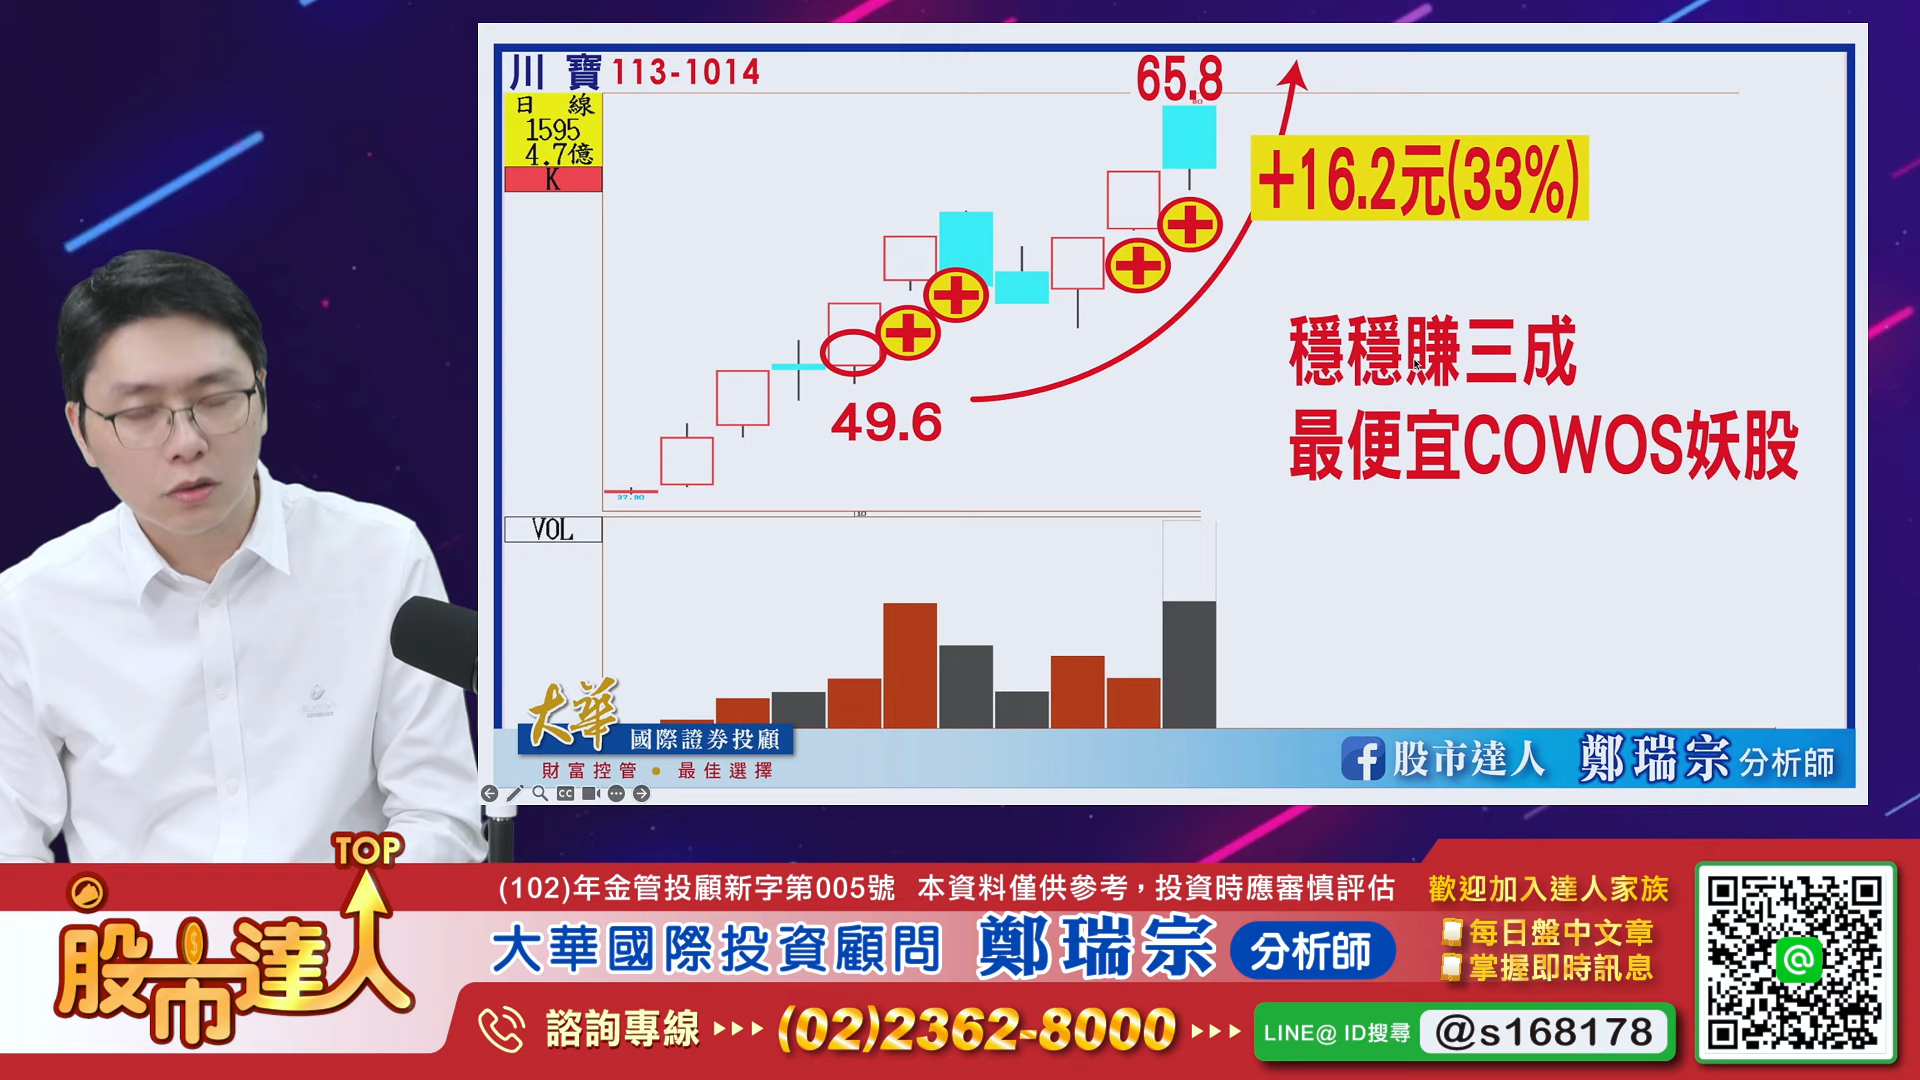 川寶 113-1014
日線
1595
4.7億
K
65.8
80
+16.2元(33%)
49.6
穩穩賺三成
最便宜COWOS妖股
37.90
10
VOL
大華
國際證券投顧
財富控管・最佳選擇
股市達人 鄭瑞宗 分析師
CC
TOP
股市達人
(102)年金管投顧新字第005號 本資料僅供參考，投資時應審慎評估
大華國際投資顧問 鄭瑞宗 分析師
諮詢專線 (02)2362-8000
歡迎加入達人家族
每日盤中文章
掌握即時訊息
LINE@ ID搜尋 @s168178